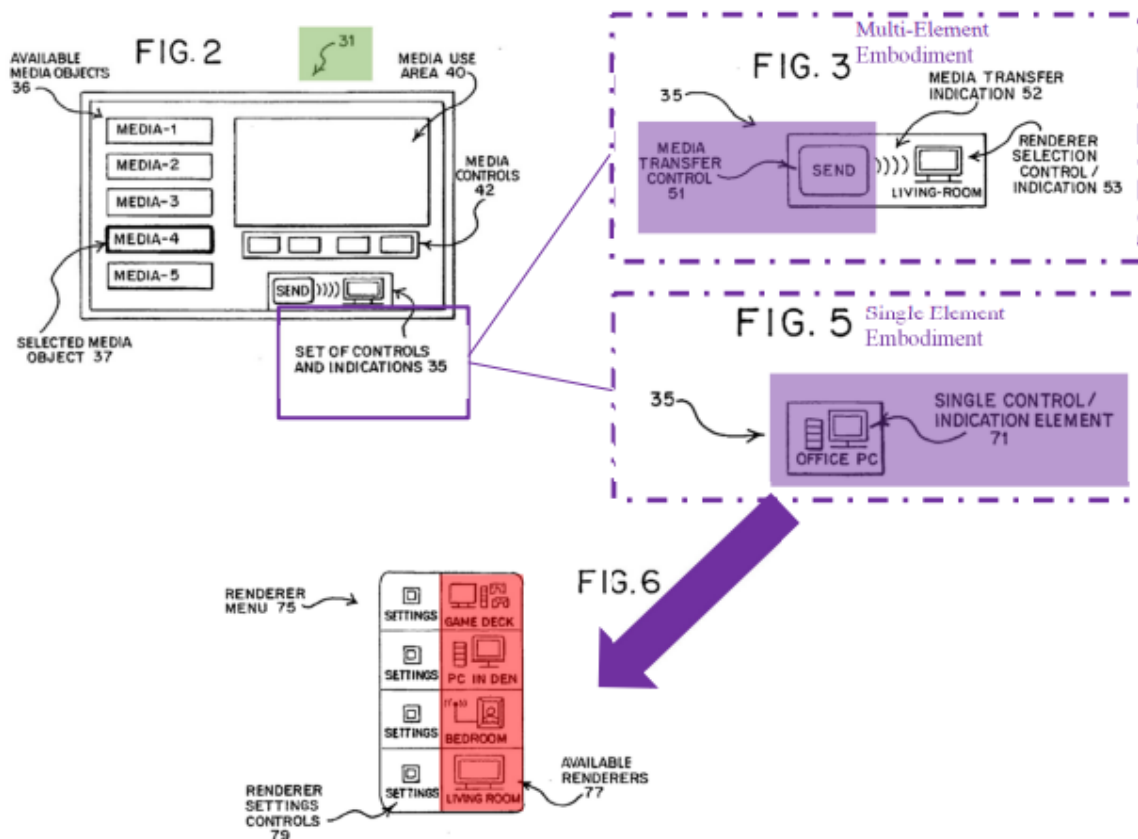 FIG. 2
31
AVAILABLE
MEDIA OBJECTS
36
MEDIA USE
AREA 40
MEDIA-1
MEDIA-2
MEDIA-3
MEDIA-4
MEDIA-5
MEDIA
CONTROLS
42
SEND
SELECTED MEDIA
OBJECT 37
SET OF CONTROLS
AND INDICATIONS 35
Multi-Element
Embodiment
FIG. 3
35
MEDIA TRANSFER
INDICATION 52
MEDIA
TRANSFER
CONTROL
51
SEND
LIVING-ROOM
RENDERER
SELECTION
CONTROL/
INDICATION 53
FIG. 5
Single Element
Embodiment
35
SINGLE CONTROL/
INDICATION ELEMENT
71
OFFICE PC
FIG.6
RENDERER
MENU 75
SETTINGS
GAME DECK
SETTINGS
PC IN DEN
SETTINGS
BEDROOM
SETTINGS
LIVING ROOM
AVAILABLE
RENDERERS
77
RENDERER
SETTINGS
CONTROLS
79